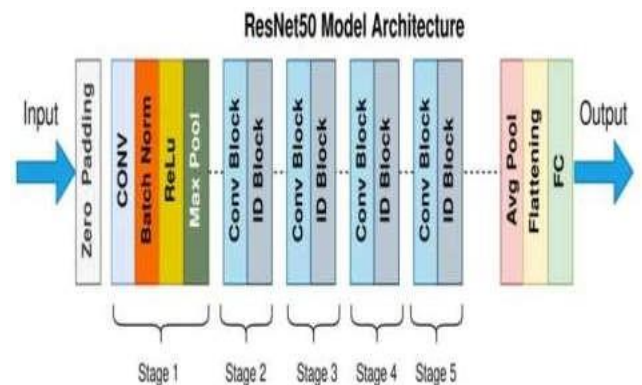 ResNet50 Model Architecture
Input
Zero Padding
CONV
Batch Norm
ReLu
Max Pool
Conv Block
ID Block
Conv Block
ID Block
Conv Block
ID Block
Conv Block
ID Block
Avg Pool
Flattening
FC
Output
Stage 1
Stage 2
Stage 3
Stage 4
Stage 5